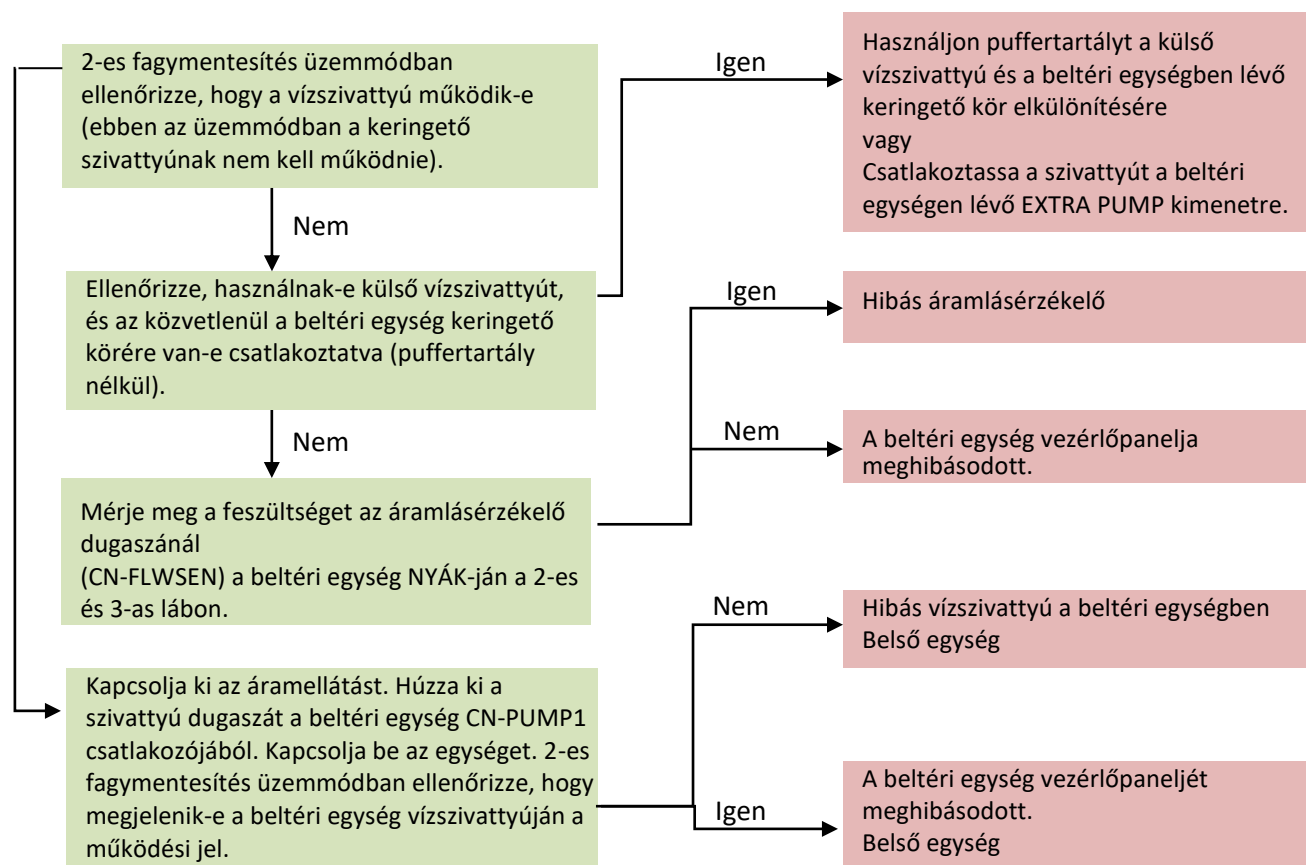 2-es fagymentesítés üzemmódban
ellenőrizze, hogy a vízszivattyú működik-e
(ebben az üzemmódban a keringető
szivattyúnak nem kell működnie).
Igen
Használjon puffertartályt a külső
vízszivattyú és a beltéri egységben lévő
keringető kör elkülönítésére
vagy
Csatlakoztassa a szivattyút a beltéri
egységen lévő EXTRA PUMP kimenetre.
Nem
Ellenőrizze, használnak-e külső vízszivattyút,
és az közvetlenül a beltéri egység keringető
körére van-e csatlakoztatva (puffertartály
nélkül).
Igen
Hibás áramlásérzékelő
Nem
Nem
A beltéri egység vezérlőpanelja
meghibásodott.
Mérje meg a feszültséget az áramlásérzékelő
dugaszánál
(CN-FLWSEN) a beltéri egység NYÁK-ján a 2-es
és 3-as lábon.
Nem
Hibás vízszivattyú a beltéri egységben
Belső egység
Kapcsolja ki az áramellátást. Húzza ki a
szivattyú dugaszát a beltéri egység CN-PUMP1
csatlakozójából. Kapcsolja be az egységet. 2-es
fagymentesítés üzemmódban ellenőrizze, hogy
megjelenik-e a beltéri egység vízszivattyúján a
működési jel.
Igen
A beltéri egység vezérlőpaneljét
meghibásodott.
Belső egység